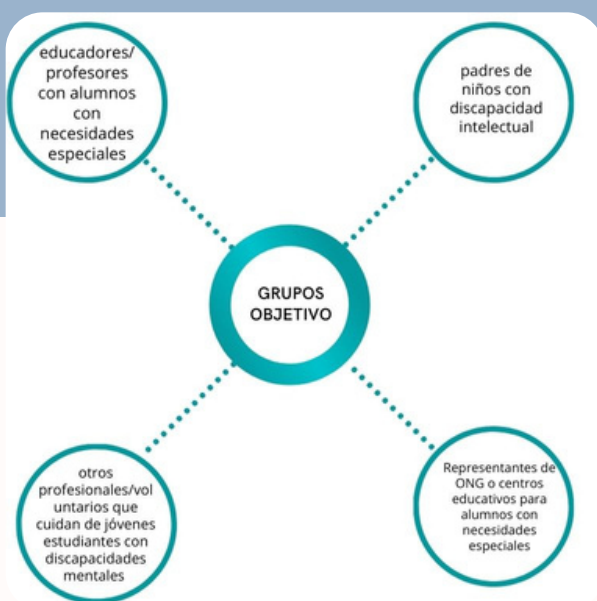 educadores/
profesores
con alumnos
con
necesidades
especiales
padres de
niños con
discapacidad
intelectual
GRUPOS
OBJETIVO
otros
profesionales/vol
untarios que
cuidan de jóvenes
estudiantes con
discapacidades
mentales
Representantes de
ONG o centros
educativos para
alumnos con
necesidades
especiales